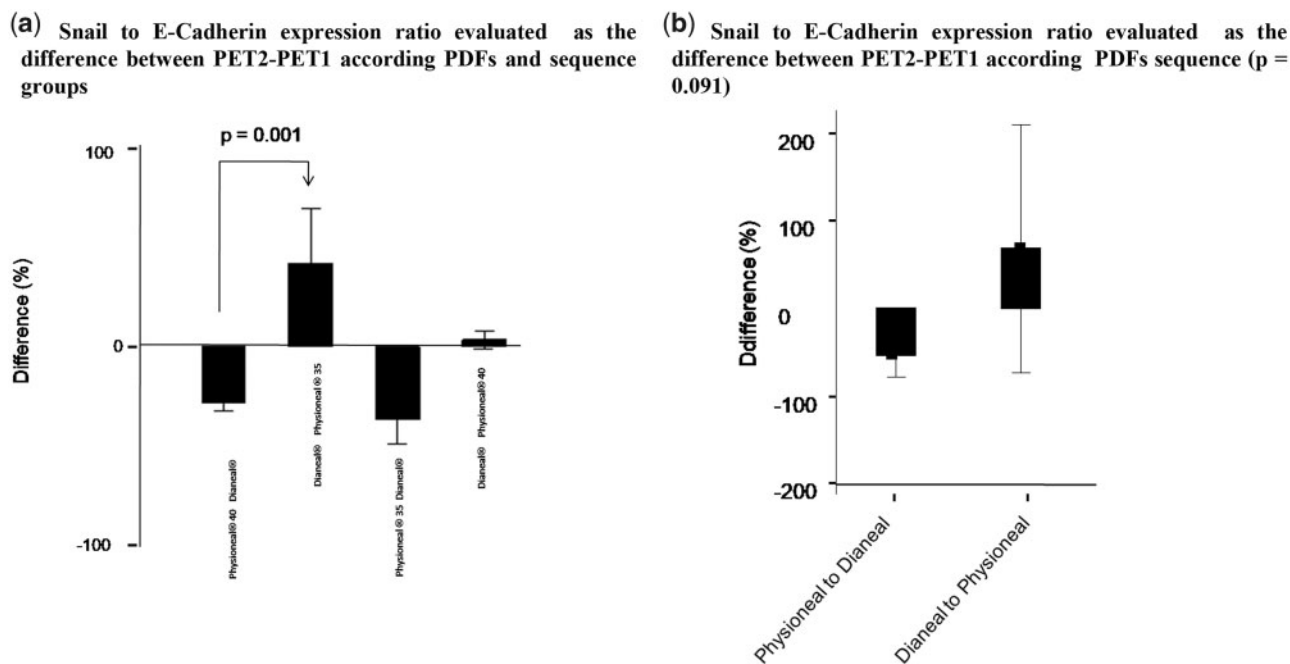 (a) Snail to E-Cadherin expression ratio evaluated as the
difference between PET2-PET1 according PDFs and sequence
groups
p = 0.001
100
0
-100
Difference (%)
Physioneal®40 Dianeal®
Dianeal® Physioneal®35
Physioneal®35 Dianeal®
Dianeal® Physioneal®40
(b) Snail to E-Cadherin expression ratio evaluated as the
difference between PET2-PET1 according PDFs sequence (p =
0.091)
200
100
0
-100
-200
Ddifference (%)
Physioneal to Dianeal
Dianeal to Physioneal